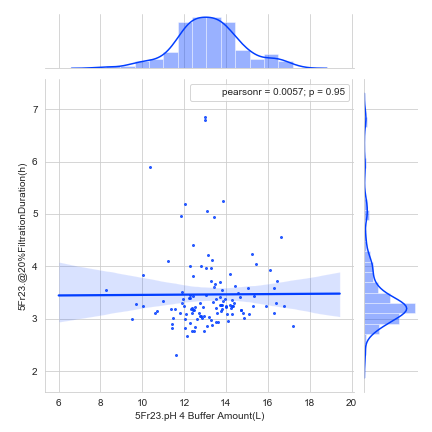 pearsonr = 0.0057; p = 0.95
7
6
5
4
3
2
5Fr23.@20%FiltrationDuration(h)
6 8 10 12 14 16 18 20
5Fr23.pH 4 Buffer Amount(L)